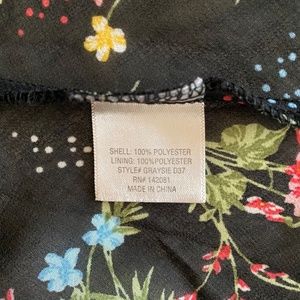 SHELL: 100% POLYESTER
LINING: 100%POLYESTER
STYLE# GRAYSIE D37
RN# 142081
MADE IN CHINA